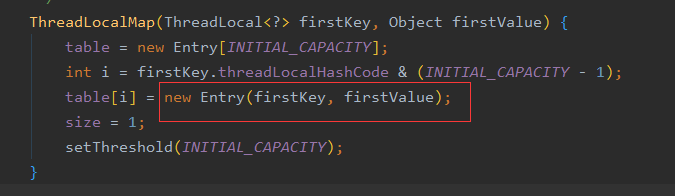 ThreadLocalMap(ThreadLocal<?> firstKey, Object firstValue) {
table = new Entry[INITIAL_CAPACITY];
int i = firstKey.threadLocalHashCode & (INITIAL_CAPACITY - 1);
table[i] = new Entry(firstKey, firstValue);
size = 1;
setThreshold(INITIAL_CAPACITY);
}